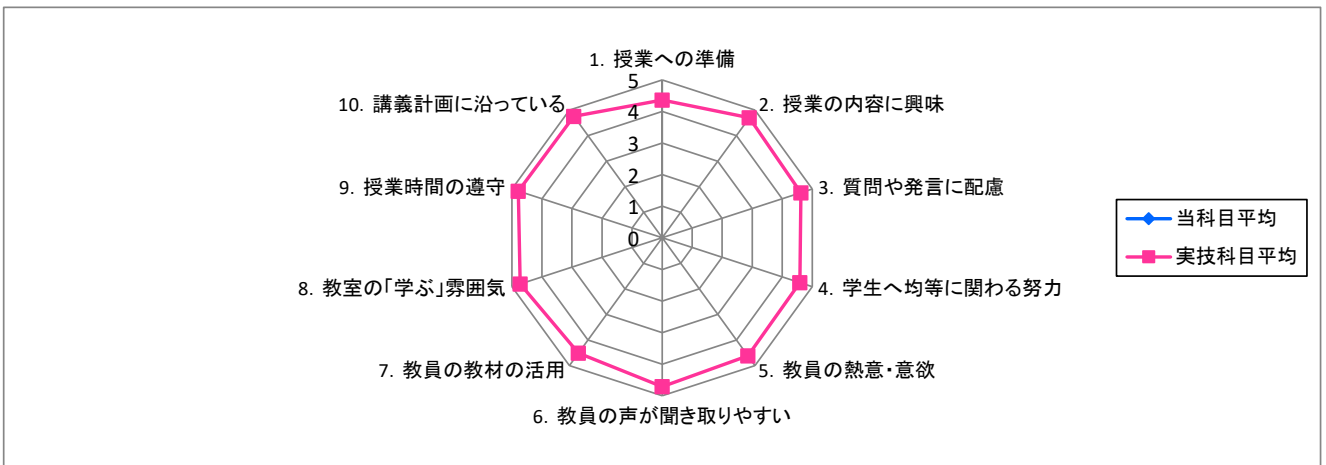 1. 授業への準備
2. 授業の内容に興味
3. 質問や発言に配慮
4. 学生へ均等に関わる努力
5. 教員の熱意・意欲
6. 教員の声が聞き取りやすい
7. 教員の教材の活用
8. 教室の「学ぶ」雰囲気
9. 授業時間の遵守
10. 講義計画に沿っている
5
4
3
2
1
0
当科目平均
実技科目平均